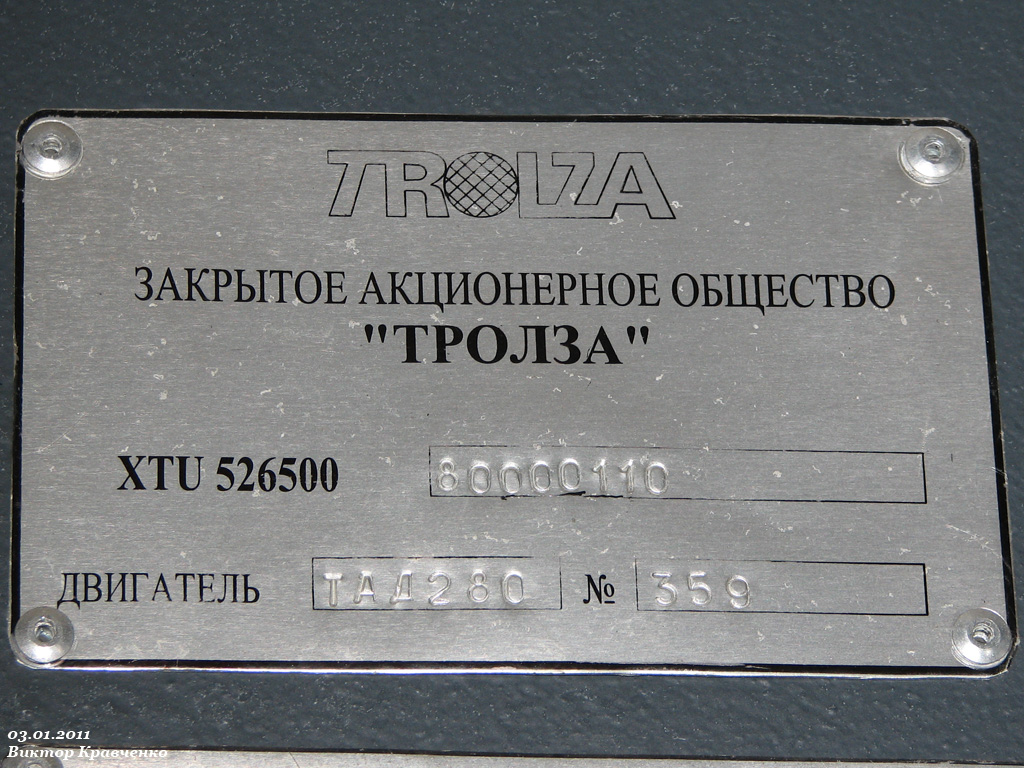 TROLZA
ЗАКРЫТОЕ АКЦИОНЕРНОЕ ОБЩЕСТВО
"ТРОЛЗА"
XTU 526500 80000110
ДВИГАТЕЛЬ ТАД280 № 359
03.01.2011
Виктор Кравченко